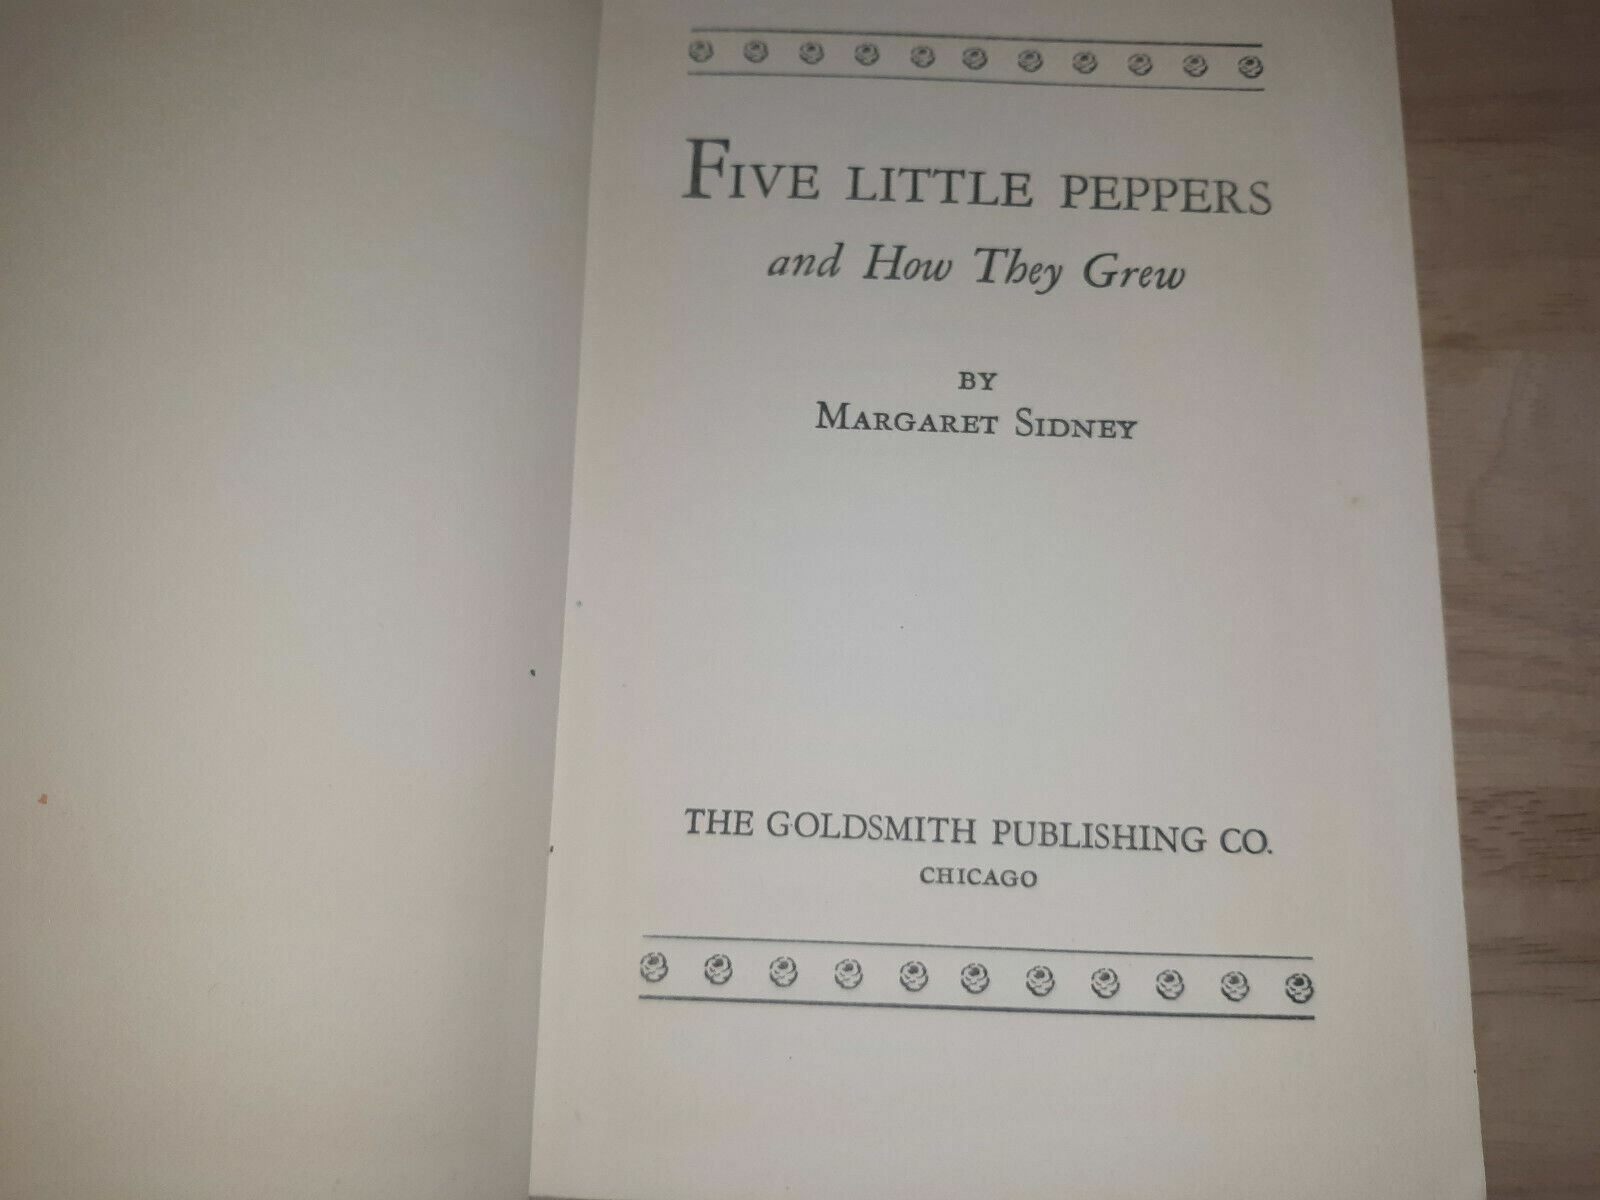 FIVE LITTLE PEPPERS
and How They Grew
BY
MARGARET SIDNEY
THE GOLDSMITH PUBLISHING CO.
CHICAGO